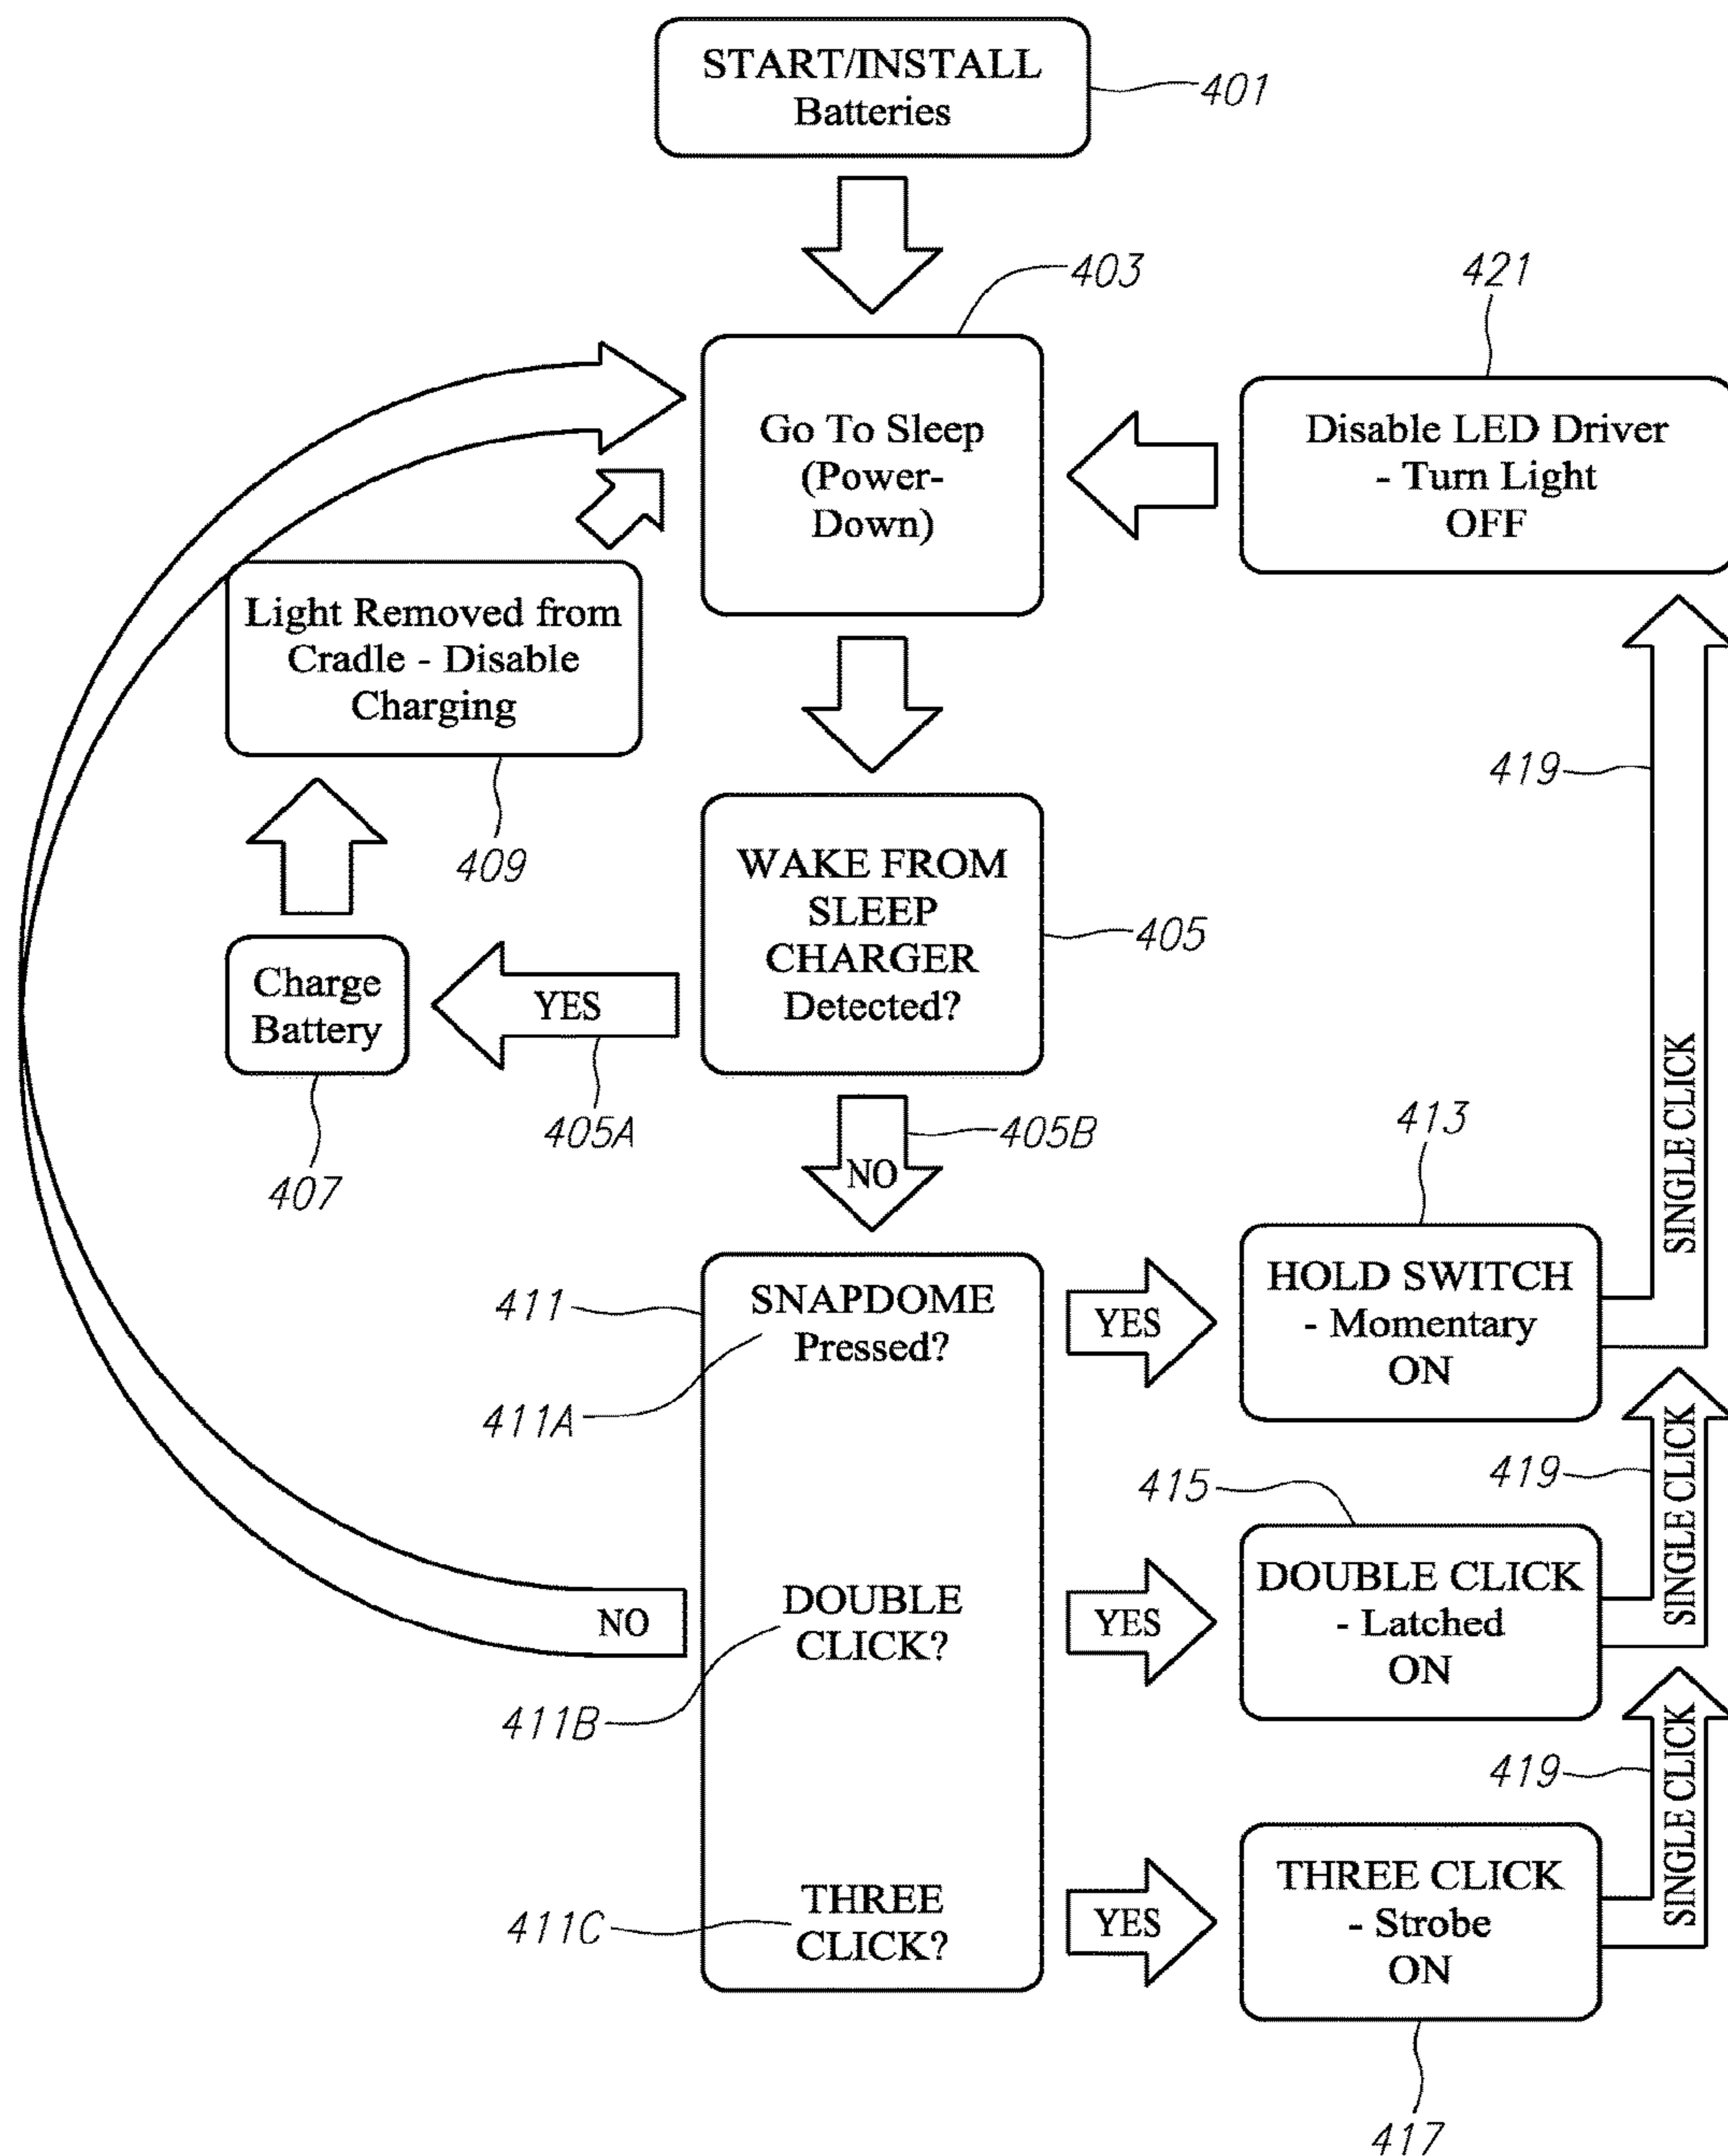 START/INSTALL
Batteries
401
403
421
Go To Sleep
(Power-
Down)
Disable LED Driver
- Turn Light
OFF
Light Removed from
Cradle - Disable
Charging
409
419
WAKE FROM
SLEEP
CHARGER
Detected?
405
Charge
Battery
YES
407
405A
405B
NO
413
SINGLE CLICK
411
SNAPDOME
Pressed?
411A
YES
HOLD SWITCH
- Momentary
ON
419
SINGLE CLICK
415
NO
DOUBLE
CLICK?
411B
YES
DOUBLE CLICK
- Latched
ON
419
SINGLE CLICK
THREE
CLICK?
411C
YES
THREE CLICK
- Strobe
ON
417